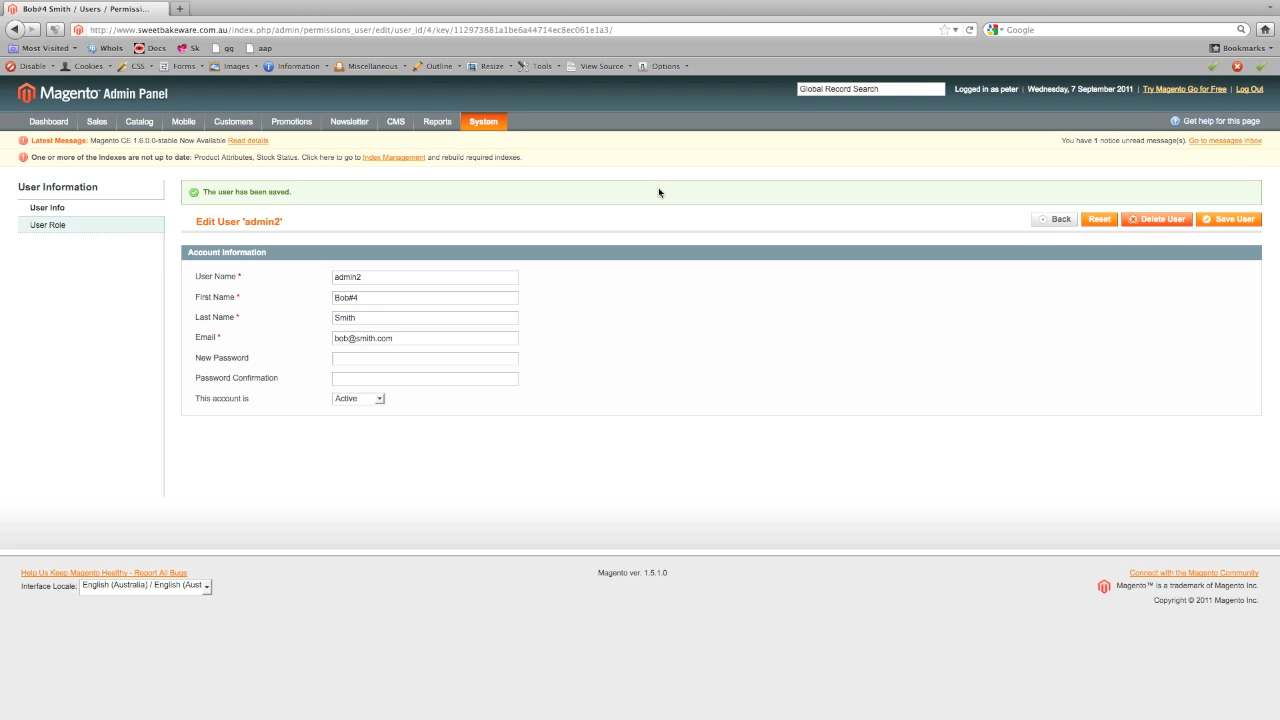 Bob#4 Smith / Users / Permissi...
http://www.sweetbakeware.com.au/index.php/admin/permissions_user/edit/user_id/4/key/112973881a1be6a44714ec8ec061e1a3/
Google
Most Visited WhoIs Docs Sk gg aap Bookmarks
Disable Cookies CSS Forms Images Information Miscellaneous Outline Resize Tools View Source Options
Magento Admin Panel Global Record Search Logged in as peter | Wednesday, 7 September 2011 | Try Magento Go for Free | Log Out
Dashboard Sales Catalog Mobile Customers Promotions Newsletter CMS Reports System Get help for this page
Latest Message: Magento CE 1.6.0.0-stable Now Available Read details You have 1 notice unread message(s). Go to messages inbox
One or more of the Indexes are not up to date: Product Attributes, Stock Status. Click here to go to Index Management and rebuild required indexes.
User Information
User Info
User Role
The user has been saved.
Edit User 'admin2' Back Reset Delete User Save User
Account Information
User Name * admin2
First Name * Bob#4
Last Name * Smith
Email * bob@smith.com
New Password
Password Confirmation
This account is Active
Help Us Keep Magento Healthy - Report All Bugs Magento ver. 1.5.1.0 Connect with the Magento Community
Interface Locale: English (Australia) / English (Aust Magento™ is a trademark of Magento Inc.
Copyright © 2011 Magento Inc.